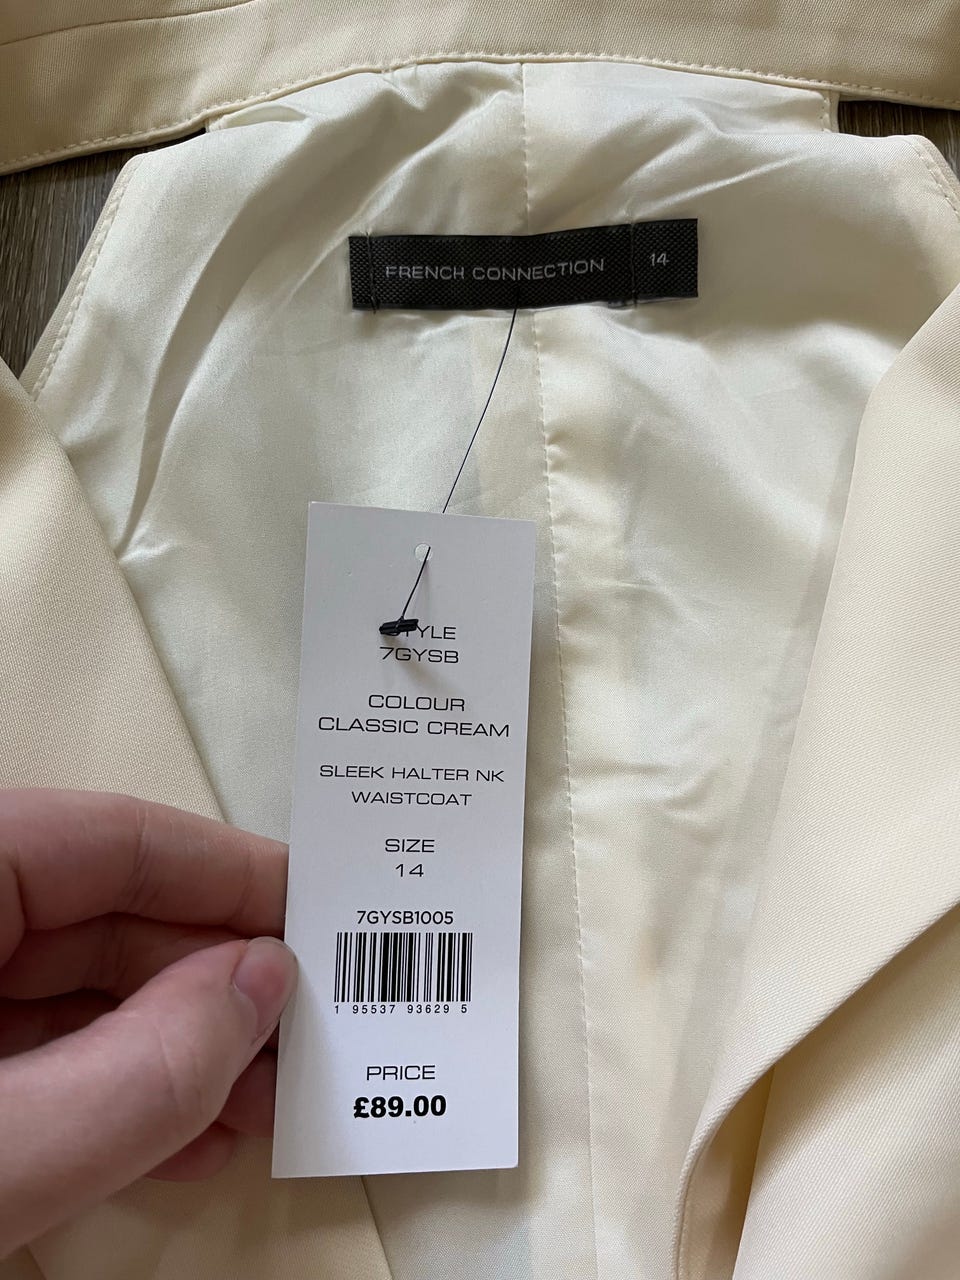 FRENCH CONNECTION 14
STYLE
7GYSB
COLOUR
CLASSIC CREAM
SLEEK HALTER NK
WAISTCOAT
SIZE
14
7GYSB1005
1 95537 93629 5
PRICE
£89.00